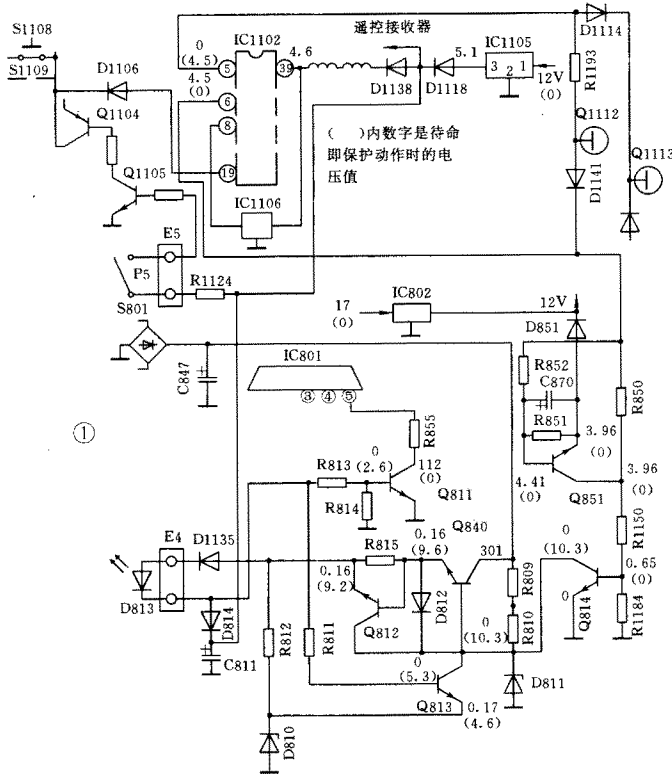 S1108
S1109
D1106
Q1104
Q1105
0
(4.5)
4.5
(0)
IC1102
5
6
8
19
39
4.6
遥控接收器
D1138
D1118
5.1
IC1105
3 2 1
12V
(0)
R1193
D1114
Q1112
Q1113
D1141
( )内数字是待命
即保护动作时的电
压值
IC1106
E5
P5
S801
R1124
17
(0)
IC802
12V
D851
C847
IC801
③ ④ ⑤
R852
C870
R851
R850
R855
①
0
(2.6)
R813
R814
112
(0)
Q811
3.96
(0)
4.41
(0)
Q851
3.96
(0)
R1150
E4
D1135
D813
D814
C811
R812
R811
0.16
(9.2)
R815
Q812
0.16
(9.6)
Q840
301
D812
R809
R810
0
(10.3)
0
(10.3)
0.65
(0)
0
Q814
R1184
0
(5.3)
Q813
0.17
(4.6)
D811
D810